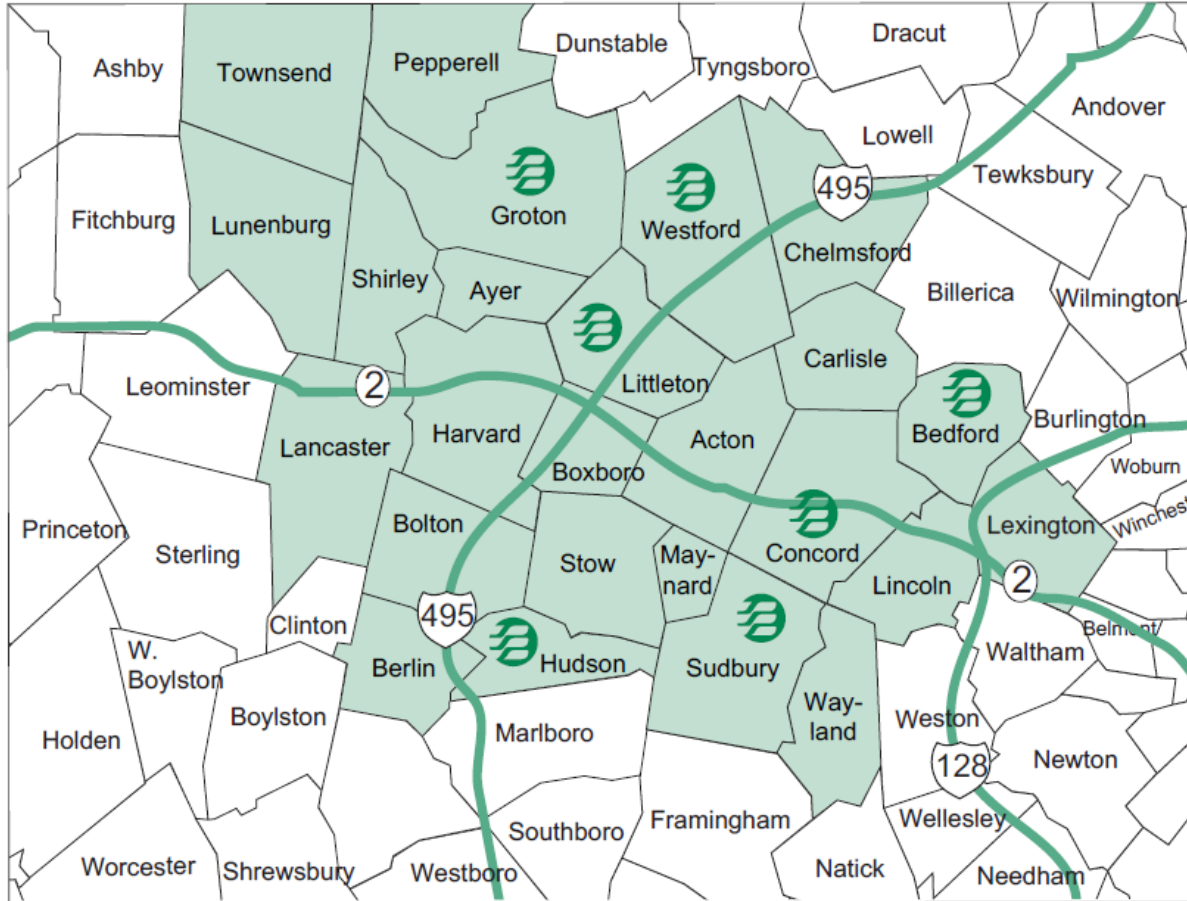 Ashby
Townsend
Pepperell
Dunstable
Tyngsboro
Dracut
Andover
Lowell
Tewksbury
495
Fitchburg
Lunenburg
Groton
Westford
Chelmsford
Shirley
Ayer
Billerica
Wilmington
Leominster
2
Littleton
Carlisle
Lancaster
Harvard
Acton
Bedford
Burlington
Boxboro
Woburn
Princeton
Sterling
Bolton
Stow
May-
nard
Concord
Lexington
Winchest
Lincoln
2
Clinton
495
Berlin
Hudson
Sudbury
Belmont/
Waltham
W.
Boylston
Boylston
Way-
land
Weston
Holden
Marlboro
128
Newton
Worcester
Shrewsbury
Westboro
Southboro
Framingham
Natick
Wellesley
Needham